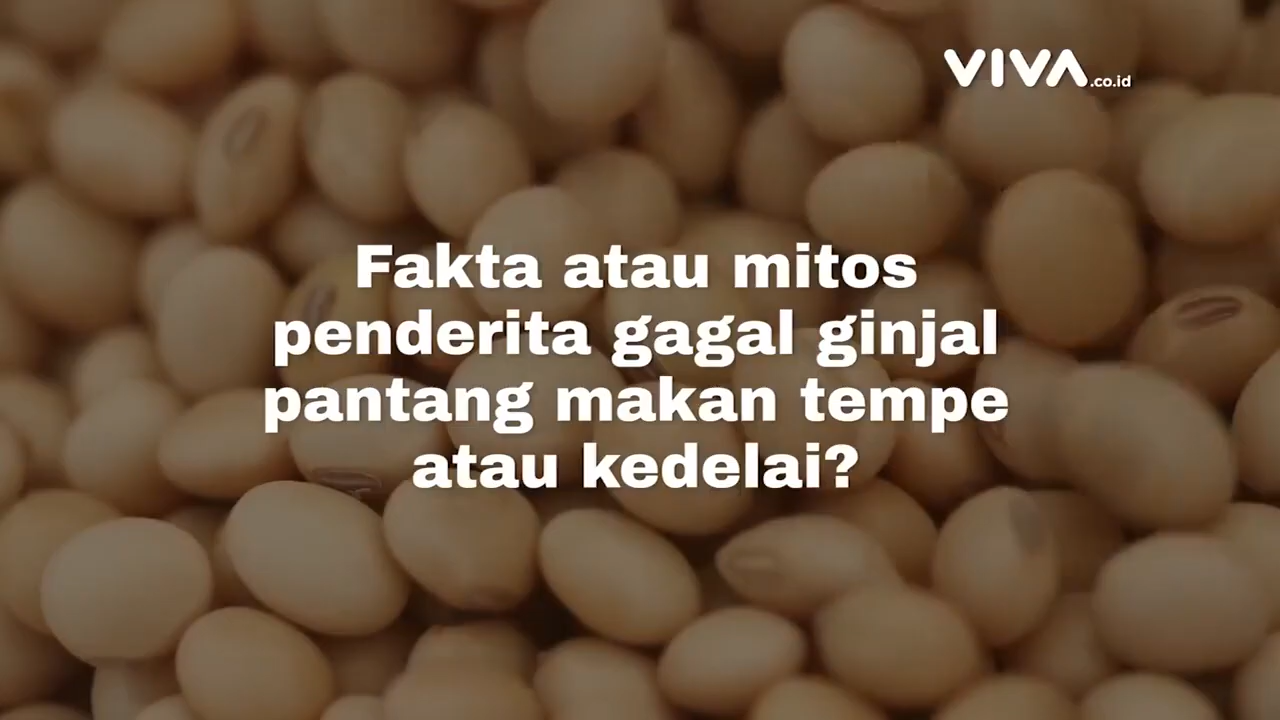 VIVA.co.id
Fakta atau mitos
penderita gagal ginjal
pantang makan tempe
atau kedelai?